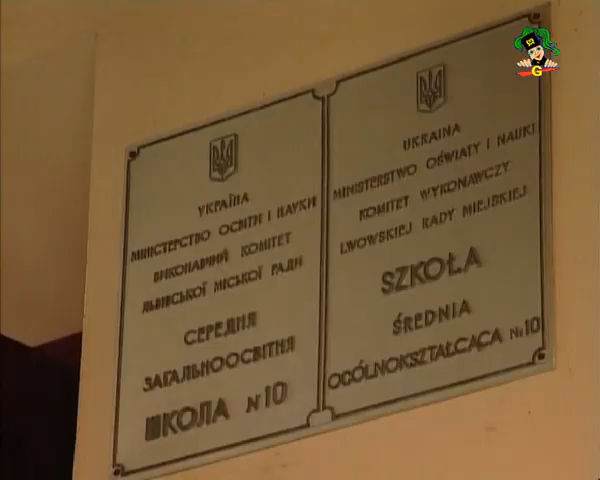 УКРАЇНА
МІНІСТЕРСТВО ОСВІТИ І НАУКИ
ВИКОНАВЧИЙ КОМІТЕТ
ЛЬВІВСЬКОЇ МІСЬКОЇ РАДИ
СЕРЕДНЯ
ЗАГАЛЬНООСВІТНЯ
ШКОЛА №10
UKRAINA
MINISTERSTWO OŚWIATY I NAUKI
KOMITET WYKONAWCZY
LWOWSKIEJ RADY MIEJSKIEJ
SZKOŁA
ŚREDNIA
OGÓLNOKSZTAŁCĄCA №10
G